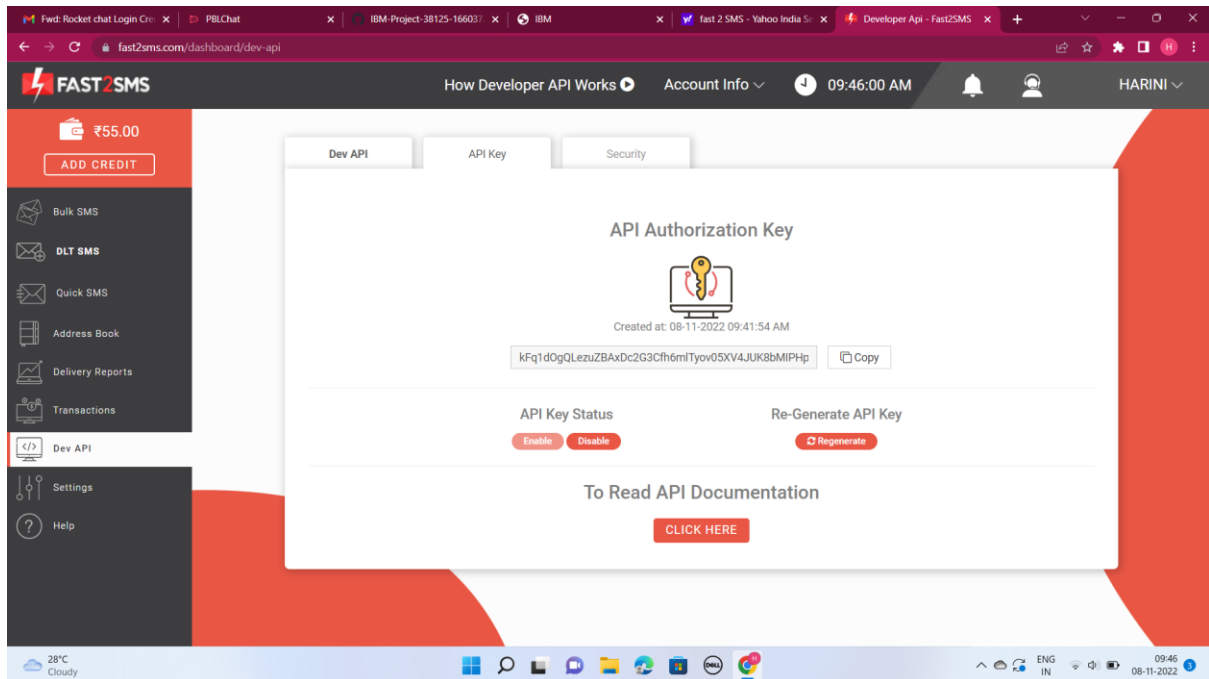 Fwd: Rocket chat Login Cre
PBLChat
IBM-Project-38125-16603
IBM
fast 2 SMS - Yahoo India Se
Developer Api - Fast2SMS
fast2sms.com/dashboard/dev-api
H
FAST2SMS
How Developer API Works
Account Info
09:46:00 AM
HARINI
₹55.00
ADD CREDIT
Bulk SMS
DLT SMS
Quick SMS
Address Book
Delivery Reports
Transactions
Dev API
Settings
Help
Dev API
API Key
Security
API Authorization Key
Created at: 08-11-2022 09:41:54 AM
Copy
API Key Status
Re-Generate API Key
Enable
Disable
Regenerate
To Read API Documentation
CLICK HERE
28°C
Cloudy
DELL
ENG
IN
09:46
08-11-2022
3